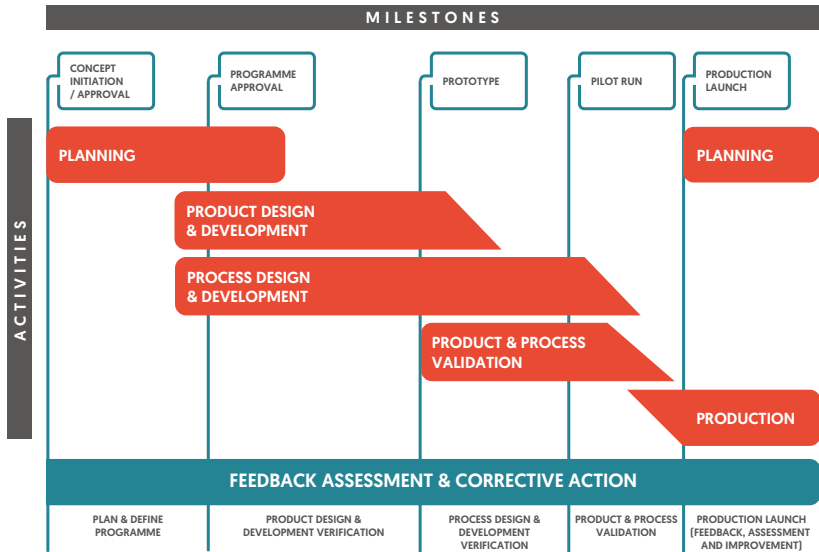 MILESTONES
CONCEPT
INITIATION
/ APPROVAL
PROGRAMME
APPROVAL
PROTOTYPE
PILOT RUN
PRODUCTION
LAUNCH
ACTIVITIES
PLANNING
PLANNING
PRODUCT DESIGN
& DEVELOPMENT
PROCESS DESIGN
& DEVELOPMENT
PRODUCT & PROCESS
VALIDATION
PRODUCTION
FEEDBACK ASSESSMENT & CORRECTIVE ACTION
PLAN & DEFINE
PROGRAMME
PRODUCT DESIGN &
DEVELOPMENT VERIFICATION
PROCESS DESIGN &
DEVELOPMENT
VERIFICATION
PRODUCT & PROCESS
VALIDATION
PRODUCTION LAUNCH
(FEEDBACK, ASSESSMENT
AND IMPROVEMENT)